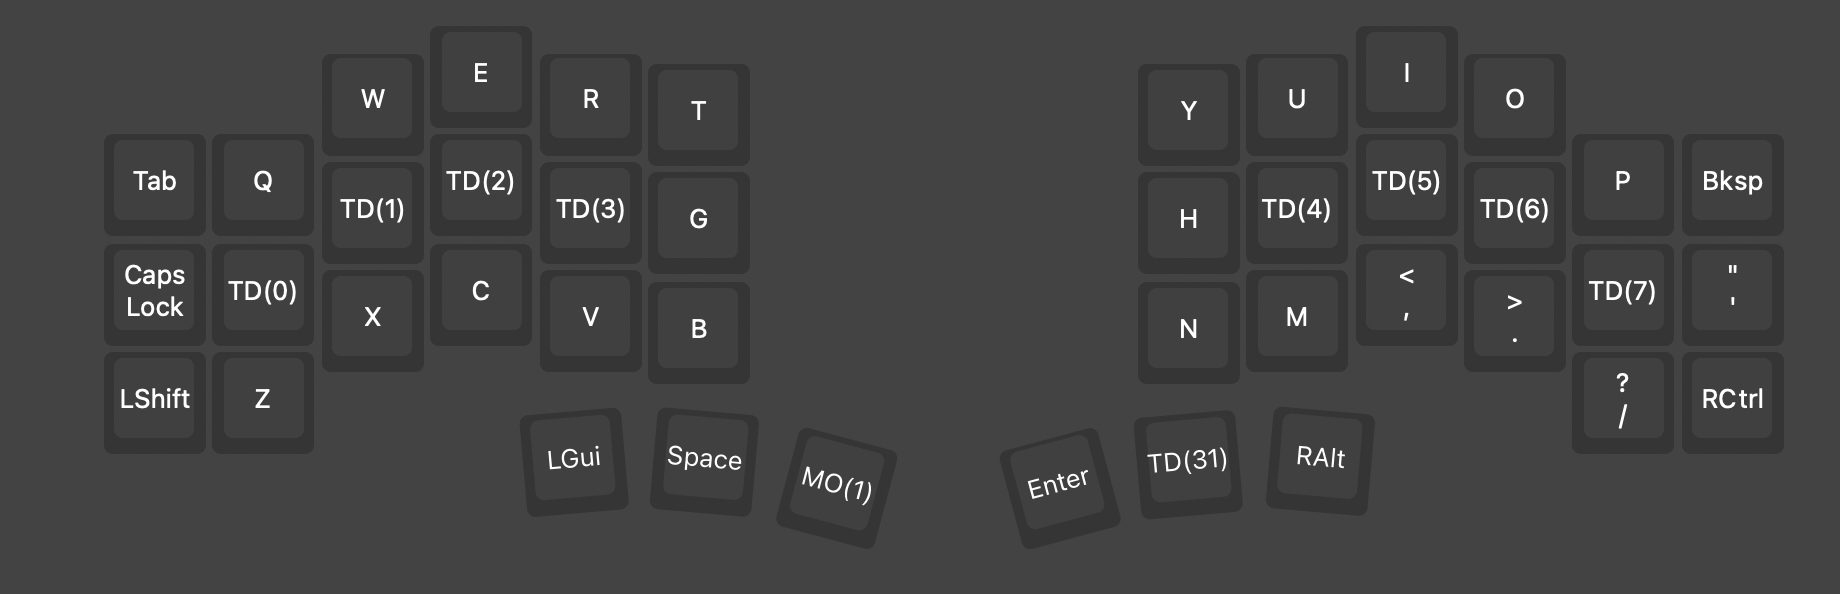 Tab
Q
W
E
R
T
Y
U
I
O
P
Bksp
Caps
Lock
TD(0)
TD(1)
TD(2)
TD(3)
G
H
TD(4)
TD(5)
TD(6)
TD(7)
"
'
LShift
Z
X
C
V
B
N
M
<
,
>
.
?
/
RCtrl
LGui
Space
MO(1)
Enter
TD(31)
RAlt